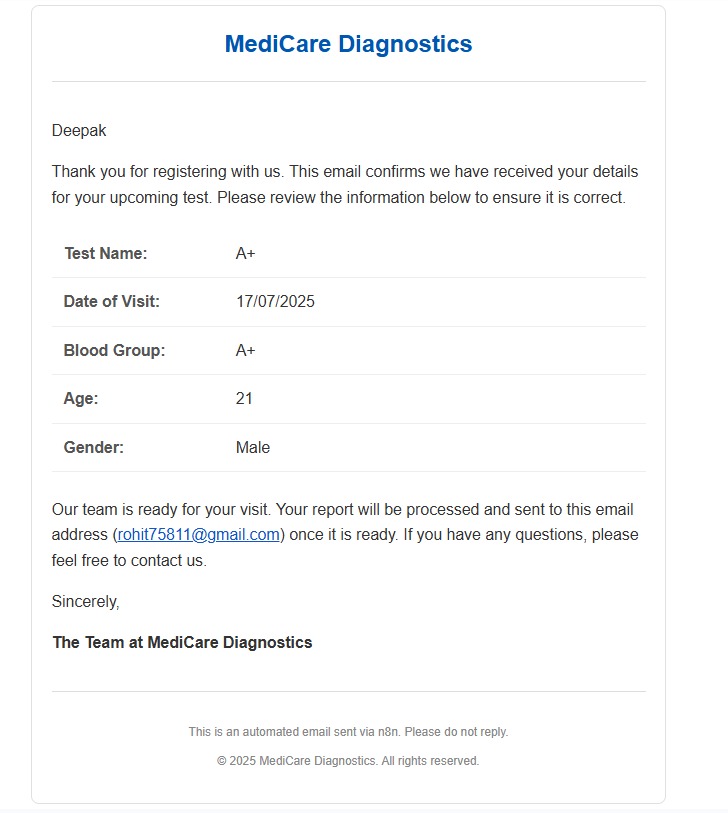 MediCare Diagnostics
Deepak
Thank you for registering with us. This email confirms we have received your details
for your upcoming test. Please review the information below to ensure it is correct.
Test Name: A+
Date of Visit: 17/07/2025
Blood Group: A+
Age: 21
Gender: Male
Our team is ready for your visit. Your report will be processed and sent to this email
address (rohit75811@gmail.com) once it is ready. If you have any questions, please
feel free to contact us.
Sincerely,
The Team at MediCare Diagnostics
This is an automated email sent via n8n. Please do not reply.
© 2025 MediCare Diagnostics. All rights reserved.